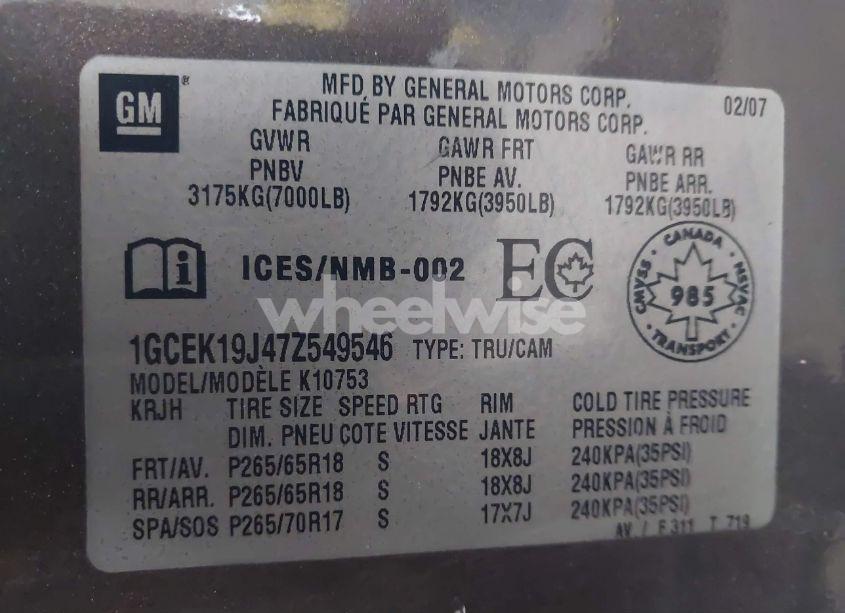 GM
MFD BY GENERAL MOTORS CORP.
02/07
FABRIQUÉ PAR GENERAL MOTORS CORP.
GVWR GAWR FRT GAWR RR
PNBV PNBE AV. PNBE ARR.
3175KG(7000LB) 1792KG(3950LB) 1792KG(3950LB)
i ICES/NMB-002 EC
CANADA
CMVSS NSVAC
985
TRANSPORT
wheelwise
1GCEK19J47Z549546 TYPE: TRU/CAM
MODEL/MODÈLE K10753
KRJH TIRE SIZE SPEED RTG RIM COLD TIRE PRESSURE
DIM. PNEU COTE VITESSE JANTE PRESSION À FROID
FRT/AV. P265/65R18 S 18X8J 240KPA(35PSI)
RR/ARR. P265/65R18 S 18X8J 240KPA(35PSI)
SPA/SOS P265/70R17 S 17X7J 240KPA(35PSI)
AV / F 311 T 719